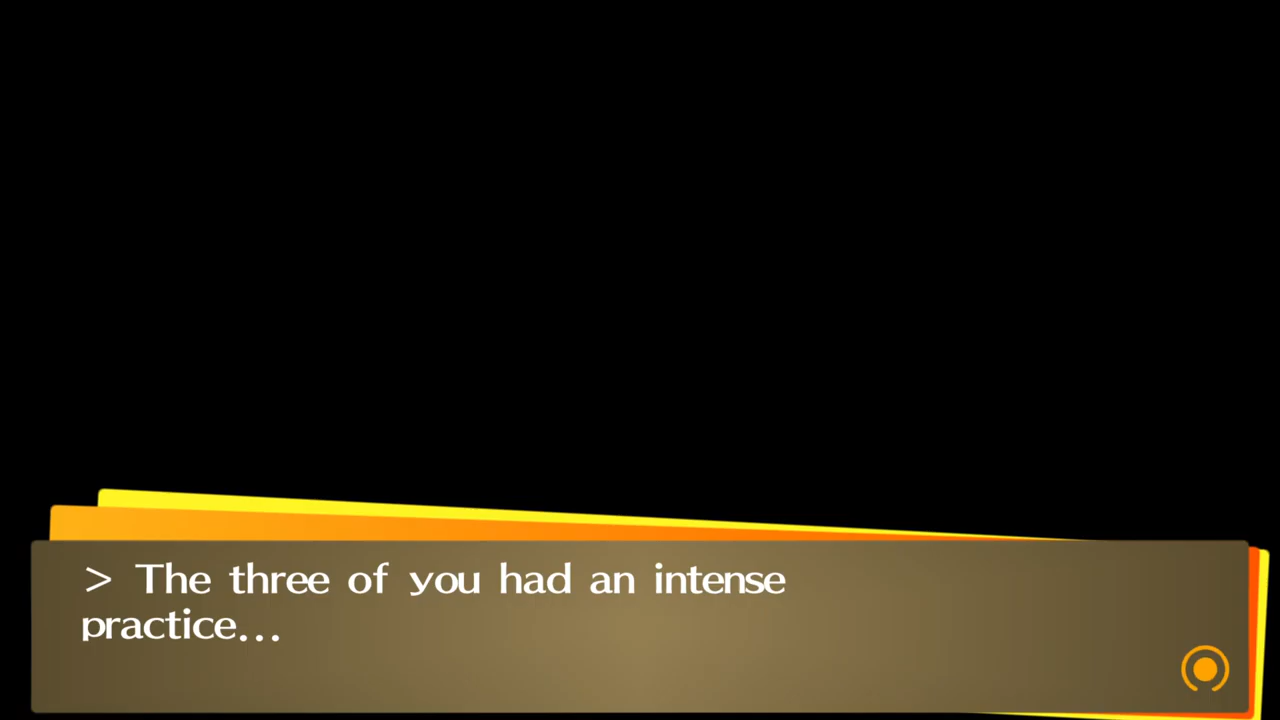 > The three of you had an intense
practice...